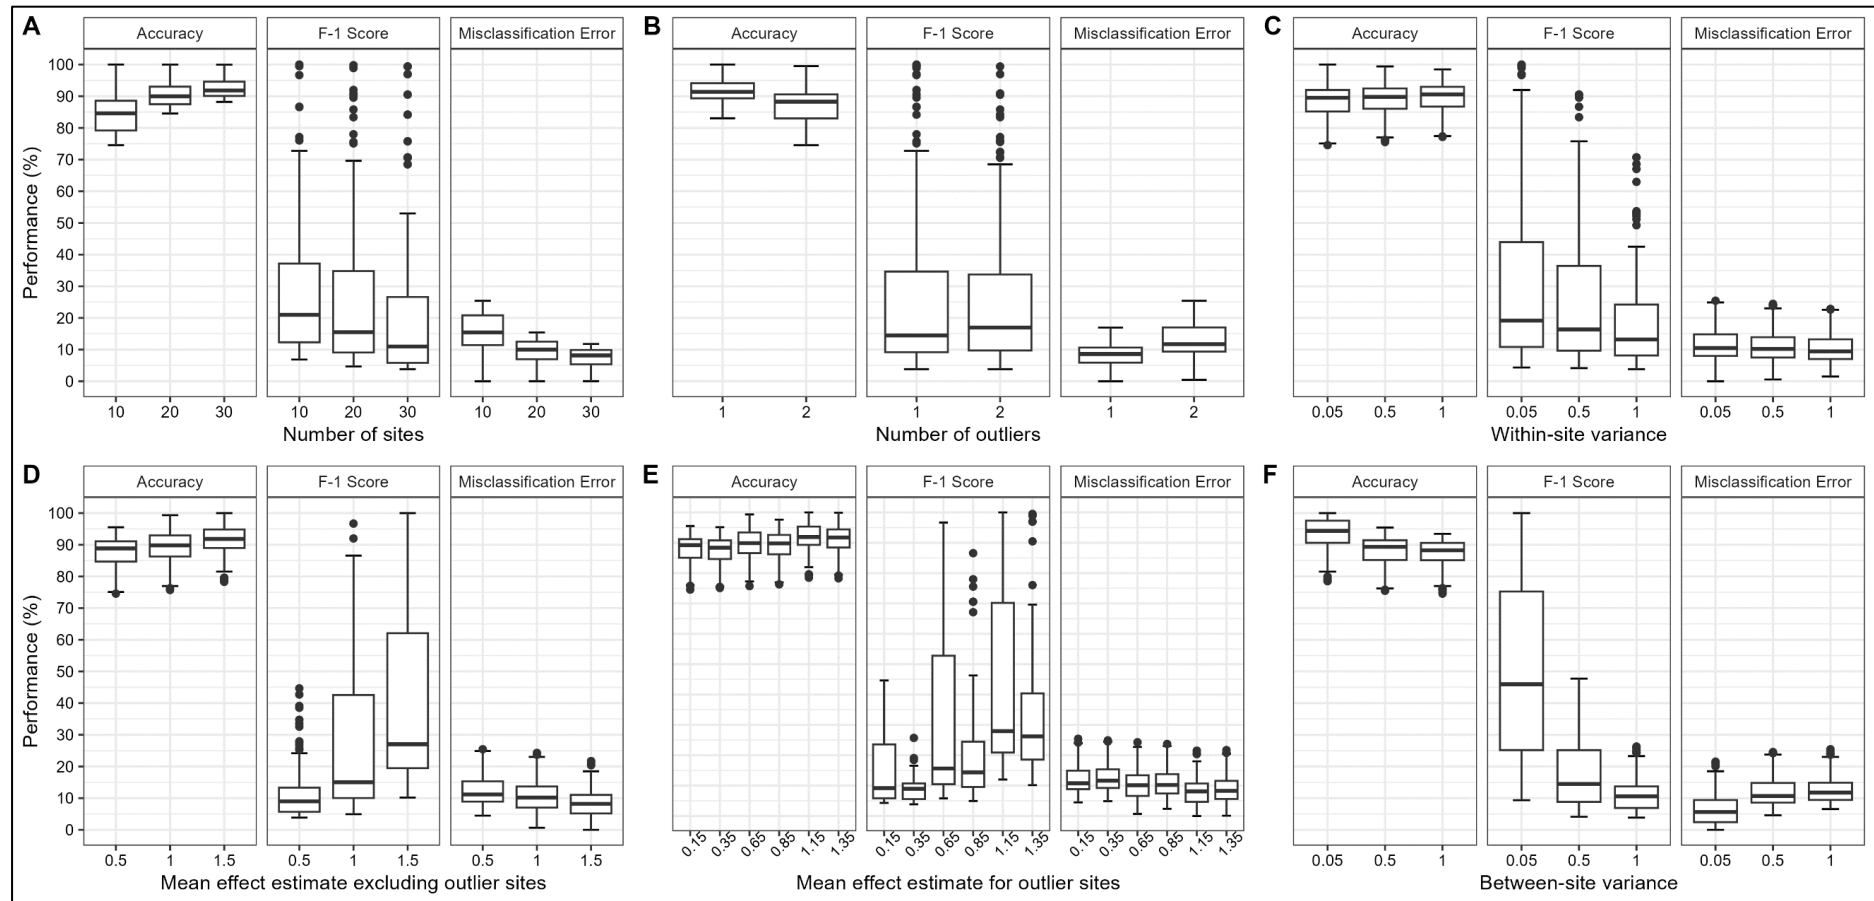 A
Accuracy F-1 Score Misclassification Error
Performance (%)
100
90
80
70
60
50
40
30
20
10
0
10 20 30 10 20 30 10 20 30
Number of sites
B
Accuracy F-1 Score Misclassification Error
1 2 1 2 1 2
Number of outliers
C
Accuracy F-1 Score Misclassification Error
0.05 0.5 1 0.05 0.5 1 0.05 0.5 1
Within-site variance
D
Accuracy F-1 Score Misclassification Error
Performance (%)
100
90
80
70
60
50
40
30
20
10
0
0.5 1 1.5 0.5 1 1.5 0.5 1 1.5
Mean effect estimate excluding outlier sites
E
Accuracy F-1 Score Misclassification Error
0.15 0.35 0.65 0.85 1.15 1.35 0.15 0.35 0.65 0.85 1.15 1.35 0.15 0.35 0.65 0.85 1.15 1.35
Mean effect estimate for outlier sites
F
Accuracy F-1 Score Misclassification Error
0.05 0.5 1 0.05 0.5 1 0.05 0.5 1
Between-site variance